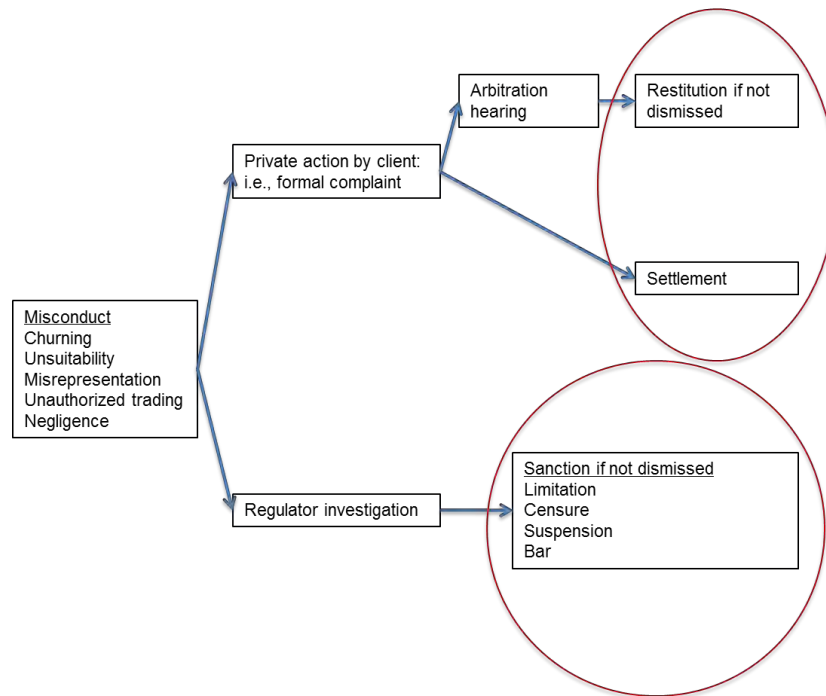 Arbitration
hearing
Restitution if not
dismissed
Private action by client:
i.e., formal complaint
Settlement
Misconduct
Churning
Unsuitability
Misrepresentation
Unauthorized trading
Negligence
Regulator investigation
Sanction if not dismissed
Limitation
Censure
Suspension
Bar